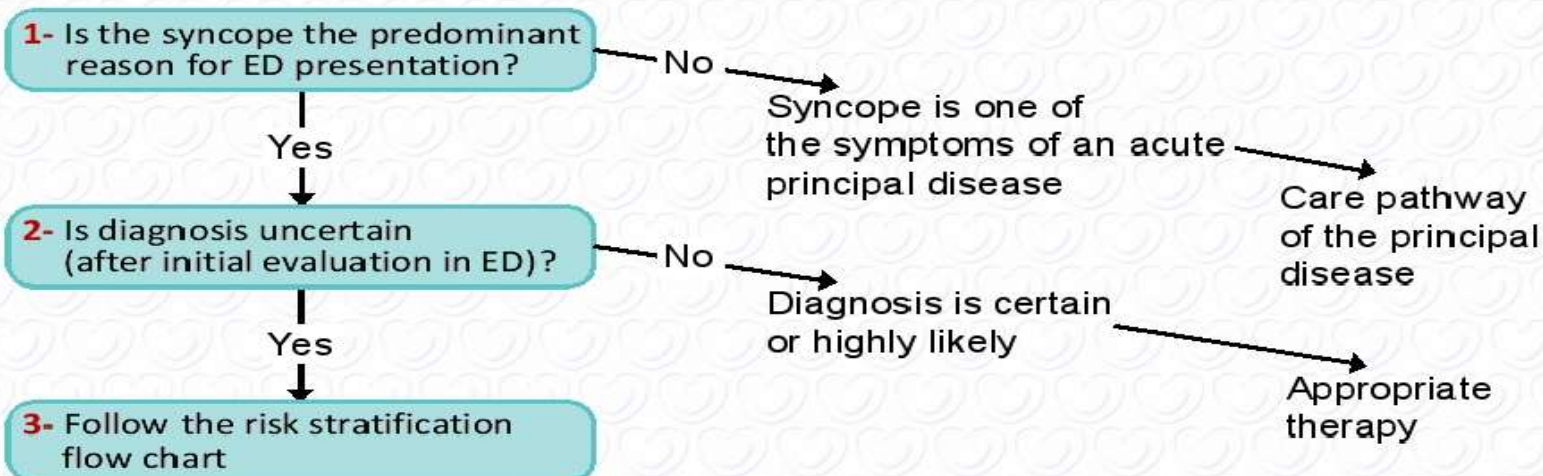 1- Is the syncope the predominant
reason for ED presentation?
No
Syncope is one of
the symptoms of an acute
principal disease
Care pathway
of the principal
disease
Yes
2- Is diagnosis uncertain
(after initial evaluation in ED)?
No
Diagnosis is certain
or highly likely
Appropriate
therapy
Yes
3- Follow the risk stratification
flow chart